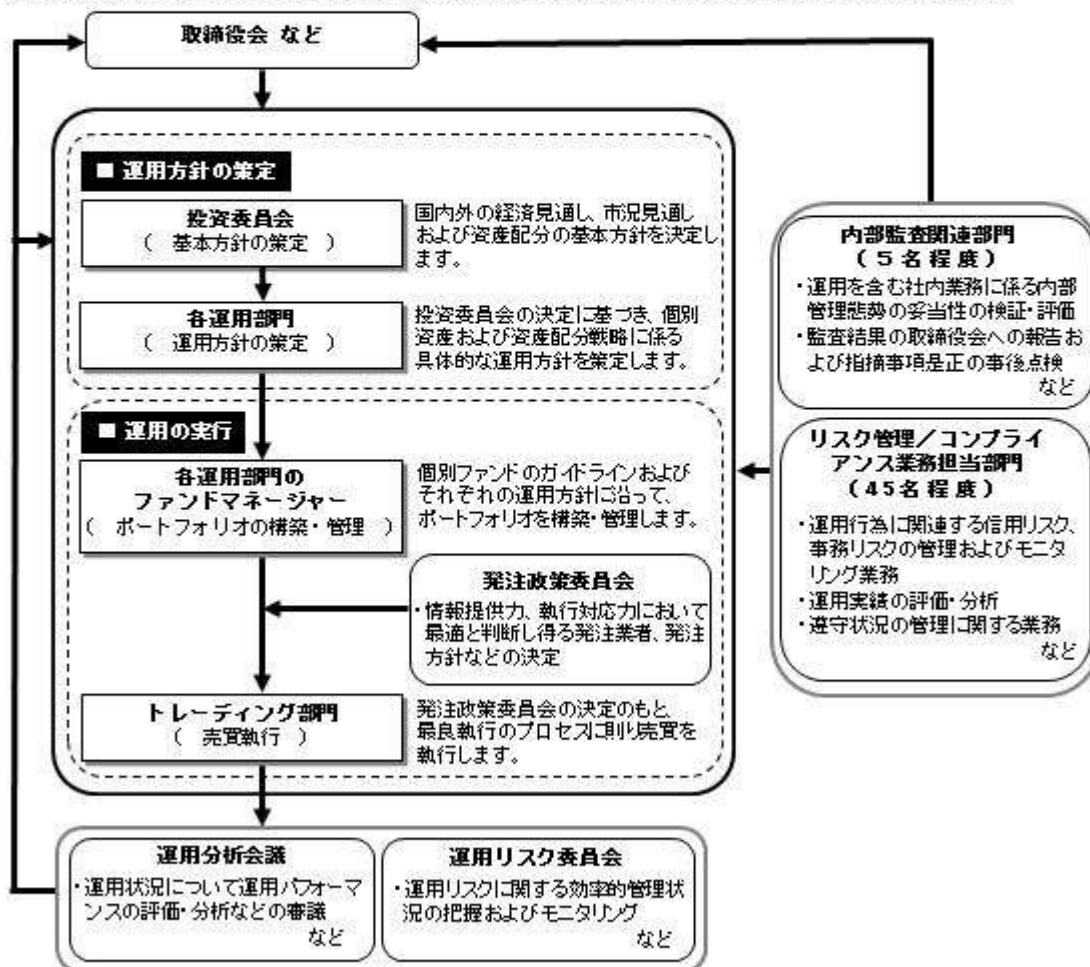 取締役会 など
■ 運用方針の策定
投資委員会
( 基本方針の策定 )
国内外の経済見通し、市況見通し
および資産配分の基本方針を決定し
ます。
各運用部門
( 運用方針の策定 )
投資委員会の決定に基づき、個別
資産および資産配分戦略に係る
具体的な運用方針を策定します。
■ 運用の実行
各運用部門の
ファンドマネージャー
( ポートフォリオの構築・管理 )
個別ファンドのガイドラインおよび
それぞれの運用方針に沿って、
ポートフォリオを構築・管理します。
発注政策委員会
・情報提供力、執行対応力において
最適と判断し得る発注業者、発注
方針などの決定
トレーディング部門
( 売買執行 )
発注政策委員会の決定のもと、
最良執行のプロセスに則り売買を
執行します。
運用分析会議
・運用状況について運用パフォーマ
ンスの評価・分析などの審議
など
運用リスク委員会
・運用リスクに関する効率的管理状
況の把握およびモニタリング
など
内部監査関連部門
(5名程度)
・運用を含む社内業務に係る内部
管理態勢の妥当性の検証・評価
・監査結果の取締役会への報告お
よび指摘事項是正の事後点検
など
リスク管理/コンプライ
アンス業務担当部門
(45名程度)
・運用行為に関連する信用リスク、
事務リスクの管理およびモニタ
リング業務
・運用実績の評価・分析
・遵守状況の管理に関する業務
など